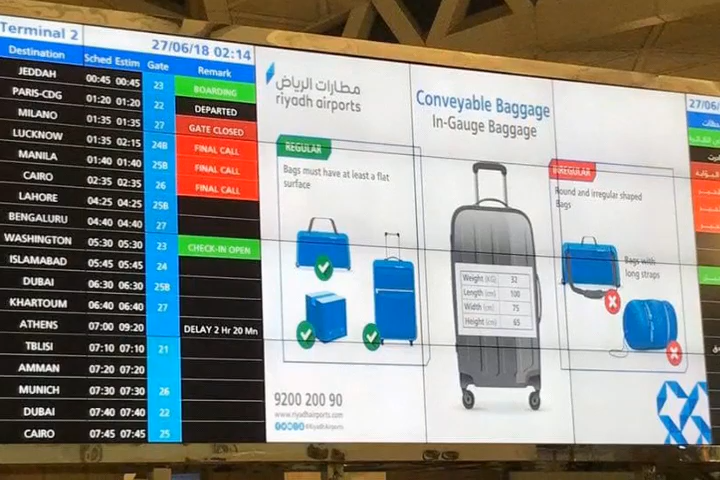 Terminal 2 27/06/18 02:14
Destination Sched Estim Gate Remark
JEDDAH 00:45 00:45 23 BOARDING
PARIS-CDG 01:20 01:20 22 DEPARTED
MILANO 01:35 01:35 27 GATE CLOSED
LUCKNOW 01:35 02:15 24B FINAL CALL
MANILA 01:40 01:40 25B FINAL CALL
CAIRO 02:35 02:35 26 FINAL CALL
LAHORE 04:25 04:25 25B
BENGALURU 04:40 04:40 27
WASHINGTON 05:30 05:30 23 CHECK-IN OPEN
ISLAMABAD 05:45 05:45 24
DUBAI 06:30 06:30 25B
KHARTOUM 06:40 06:40 27
ATHENS 07:00 09:20 DELAY 2 Hr 20 Mn
TBLISI 07:10 07:10 21
AMMAN 07:20 07:20
MUNICH 07:30 07:30 26
DUBAI 07:40 07:40 22
CAIRO 07:45 07:45 25
مطارات الرياض
riyadh airports
REGULAR
Bags must have at least a flat
surface
9200 200 90
www.riyadhairports.com
@RiyadhAirports
Conveyable Baggage
In-Gauge Baggage
Weight (KG) 32
Length (cm) 100
Width (cm) 75
Height (cm) 65
IRREGULAR
Round and irregular shaped
Bags
Bags with
long straps
27/06/